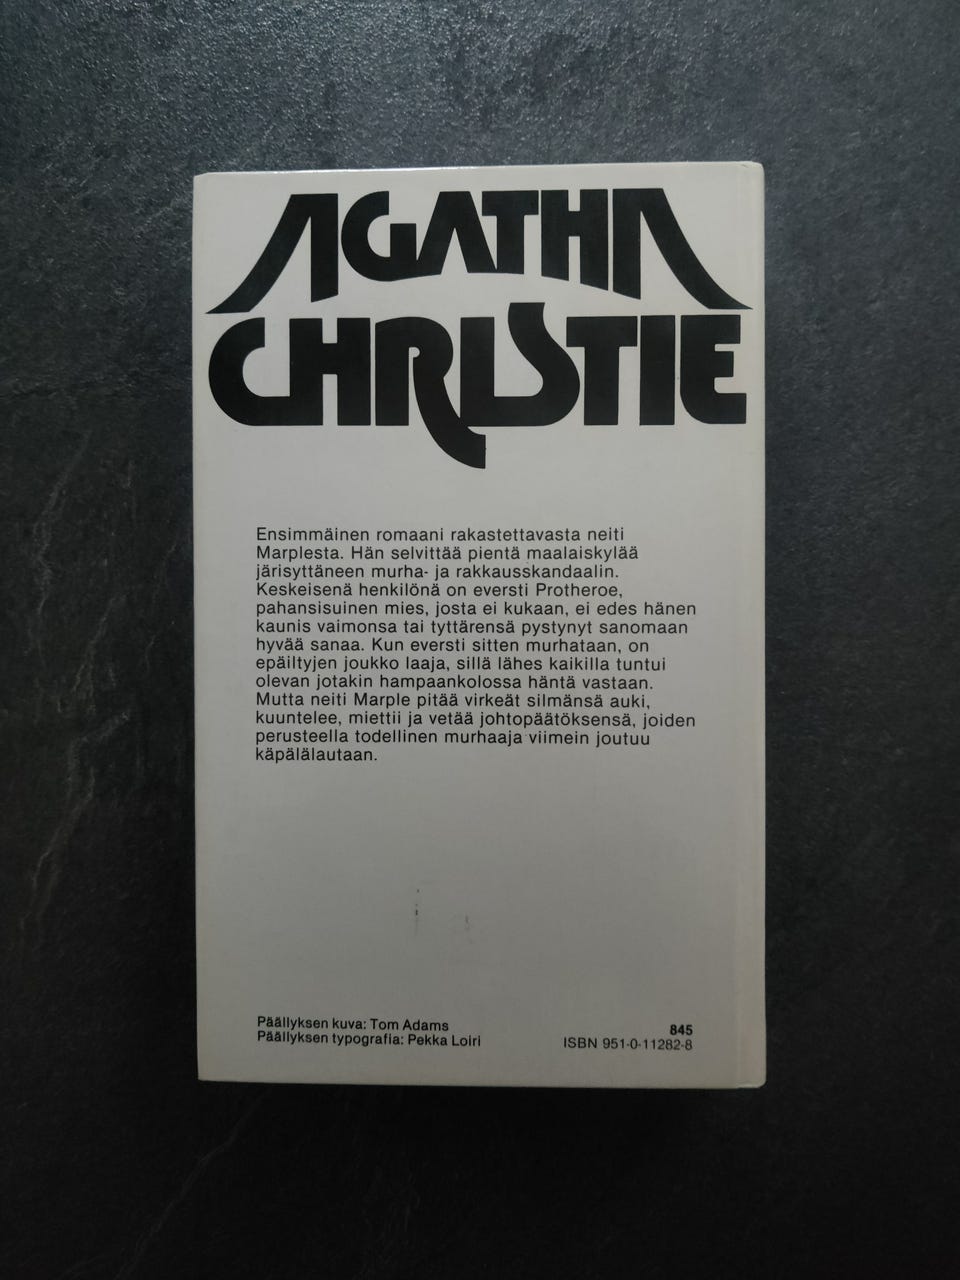 AGATHA
CHRISTIE
Ensimmäinen romaani rakastettavasta neiti
Marplesta. Hän selvittää pientä maalaiskylää
järisyttäneen murha- ja rakkausskandaalin.
Keskeisenä henkilönä on eversti Protheroe,
pahansisuinen mies, josta ei kukaan, ei edes hänen
kaunis vaimonsa tai tyttärensä pystynyt sanomaan
hyvää sanaa. Kun eversti sitten murhataan, on
epäiltyjen joukko laaja, sillä lähes kaikilla tuntui
olevan jotakin hampaankolossa häntä vastaan.
Mutta neiti Marple pitää virkeät silmänsä auki,
kuuntelee, miettii ja vetää johtopäätöksensä, joiden
perusteella todellinen murhaaja viimein joutuu
käpälälautaan.
Päällyksen kuva: Tom Adams
Päällyksen typografia: Pekka Loiri
845
ISBN 951-0-11282-8